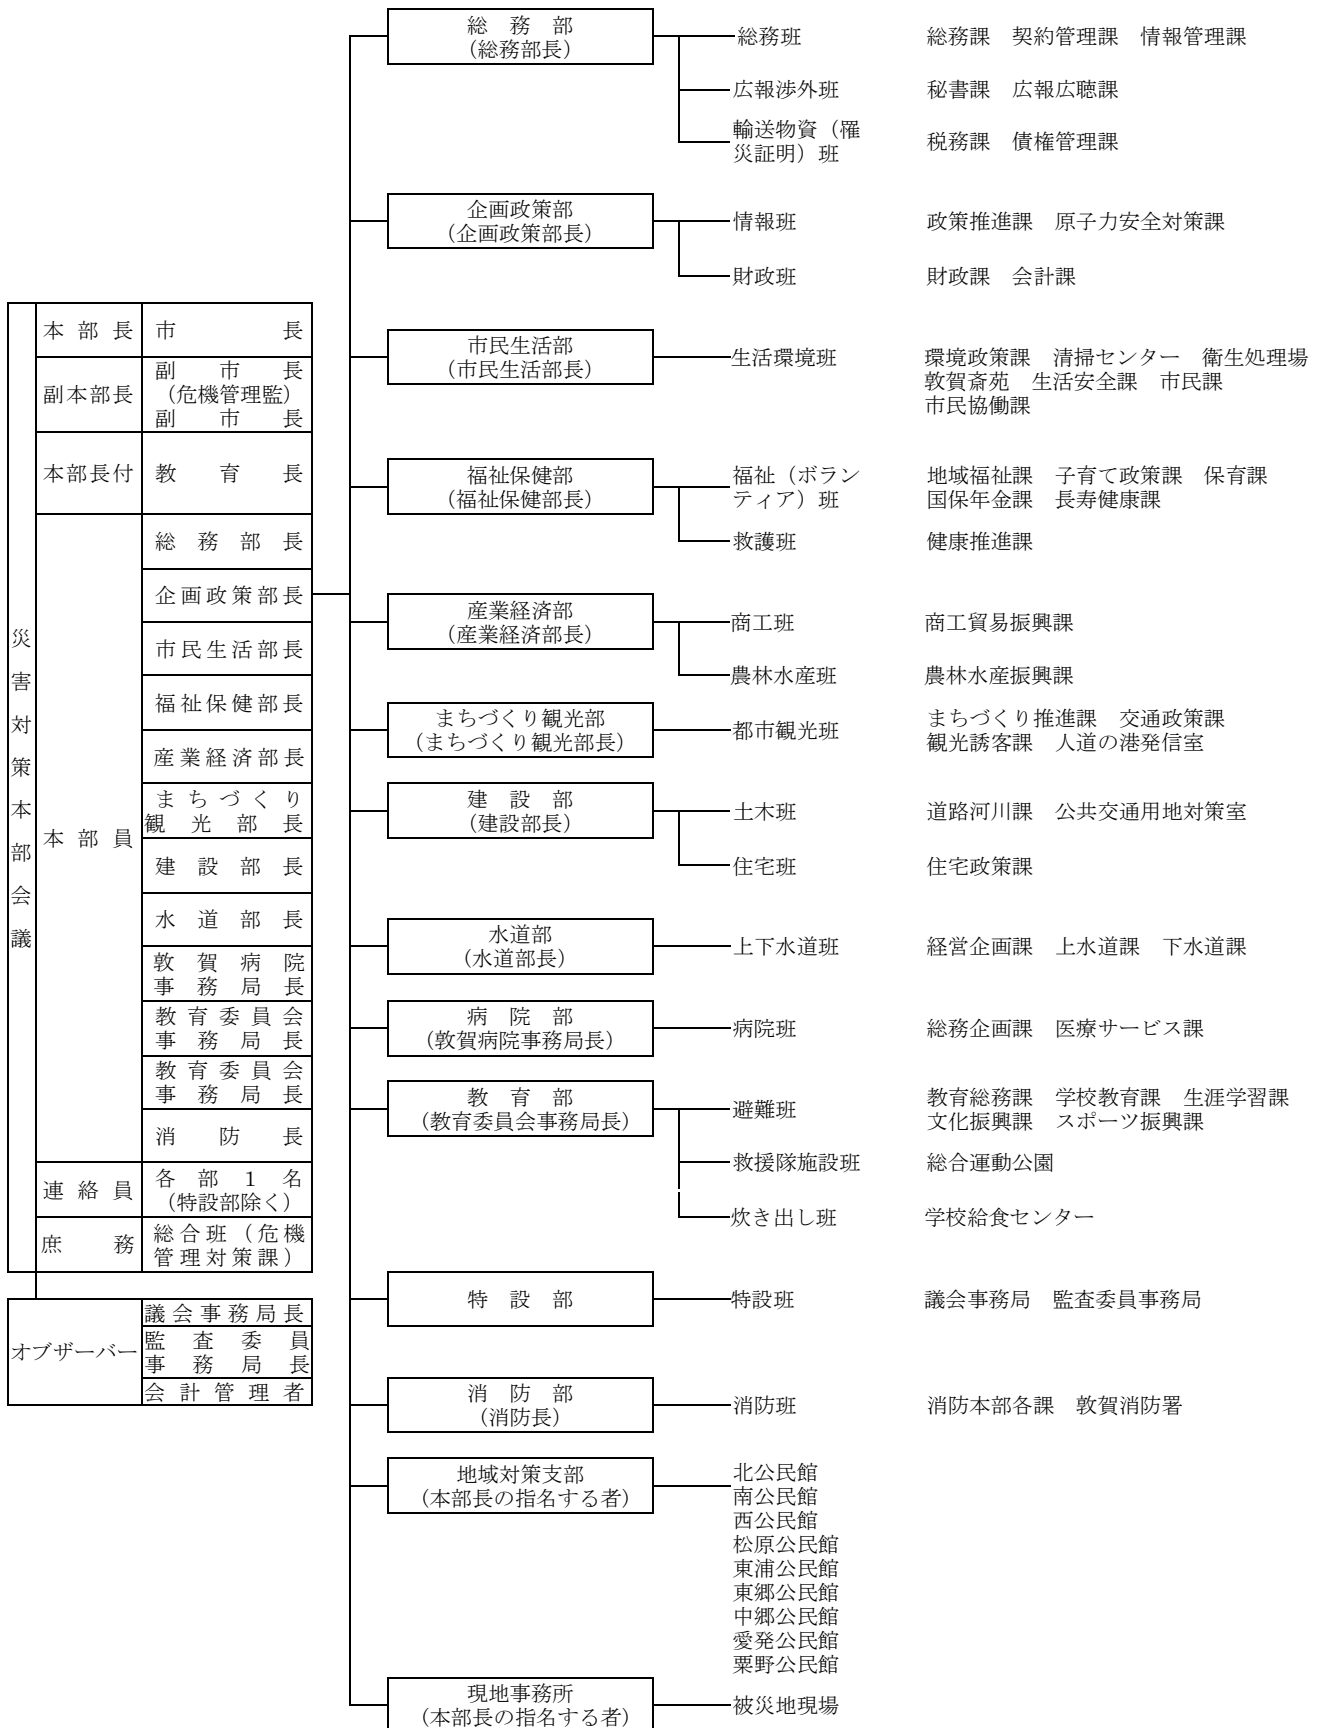 災害対策本部会議
本部長 市長
副本部長 副市長
(危機管理監)
副市長
本部長付 教育長
本部員 総務部長
企画政策部長
市民生活部長
福祉保健部長
産業経済部長
まちづくり
観光部長
建設部長
水道部長
敦賀病院
事務局長
教育委員会
事務局長
教育委員会
事務局長
消防長
連絡員 各部1名
(特設部除く)
庶務 総合班(危機
管理対策課)
オブザーバー 議会事務局長
監査委員
事務局長
会計管理者
総務部
(総務部長)
総務班 総務課 契約管理課 情報管理課
広報渉外班 秘書課 広報広聴課
輸送物資(罹
災証明)班
税務課 債権管理課
企画政策部
(企画政策部長)
情報班 政策推進課 原子力安全対策課
財政班 財政課 会計課
市民生活部
(市民生活部長)
生活環境班 環境政策課 清掃センター 衛生処理場
敦賀斎苑 生活安全課 市民課
市民協働課
福祉保健部
(福祉保健部長)
福祉(ボラン
ティア)班
地域福祉課 子育て政策課 保育課
国保年金課 長寿健康課
救護班 健康推進課
産業経済部
(産業経済部長)
商工班 商工貿易振興課
農林水産班 農林水産振興課
まちづくり観光部
(まちづくり観光部長)
都市観光班 まちづくり推進課 交通政策課
観光誘客課 人道の港発信室
建設部
(建設部長)
土木班 道路河川課 公共交通用地対策室
住宅班 住宅政策課
水道部
(水道部長)
上下水道班 経営企画課 上水道課 下水道課
病院部
(敦賀病院事務局長)
病院班 総務企画課 医療サービス課
教育部
(教育委員会事務局長)
避難班 教育総務課 学校教育課 生涯学習課
文化振興課 スポーツ振興課
救援隊施設班 総合運動公園
炊き出し班 学校給食センター
特設部
特設班 議会事務局 監査委員事務局
消防部
(消防長)
消防班 消防本部各課 敦賀消防署
地域対策支部
(本部長の指名する者)
北公民館
南公民館
西公民館
松原公民館
東浦公民館
東郷公民館
中郷公民館
愛発公民館
粟野公民館
現地事務所
(本部長の指名する者)
被災地現場